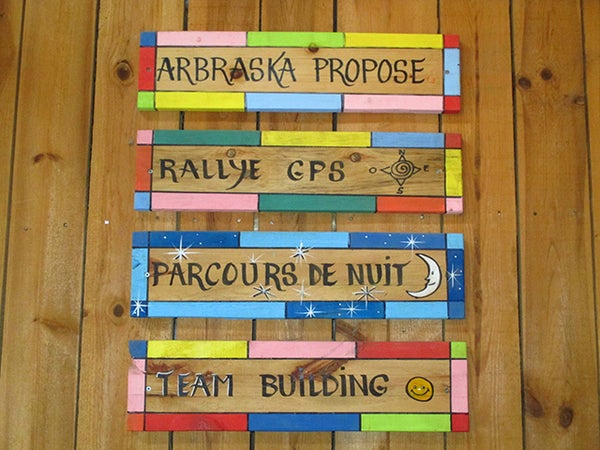 ARBRASKA PROPOSE
RALLYE GPS
N
O E
S
PARCOURS DE NUIT
TEAM BUILDING